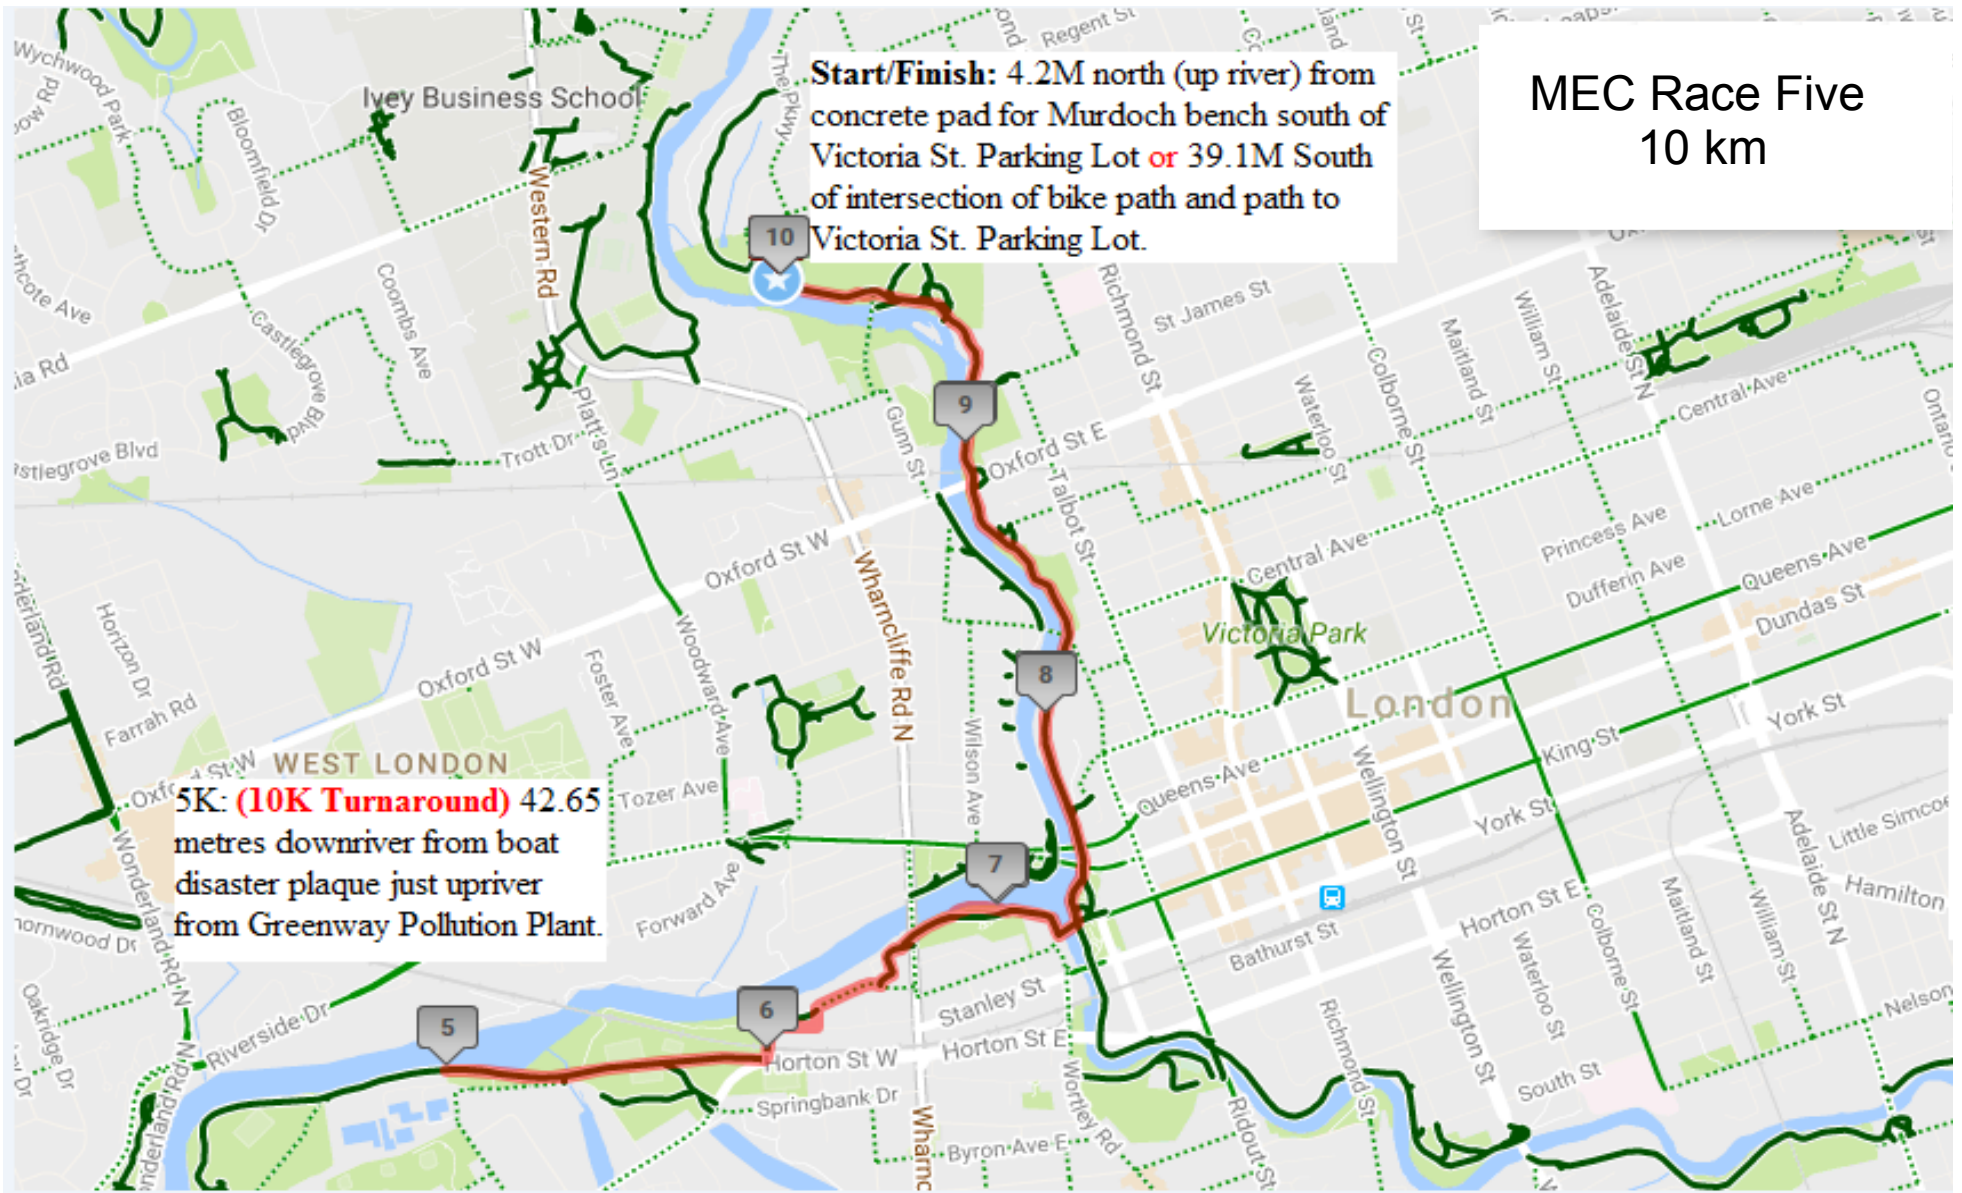 MEC Race Five
10 km
Start/Finish: 4.2M north (up river) from
concrete pad for Murdoch bench south of
Victoria St. Parking Lot or 39.1M South
of intersection of bike path and path to
Victoria St. Parking Lot.
5K: (10K Turnaround) 42.65
metres downriver from boat
disaster plaque just upriver
from Greenway Pollution Plant.
Wychwood Park
Bloomfield Dr
Ivey Business School
Western Rd
The Pkwy
Regent St
10
Coombs Ave
Castlegrove Blvd
Platt's Ln
Trott Dr
Gunn St
9
Richmond St
St James St
Oxford St E
Talbot St
Colborne St
Waterloo St
Maitland St
William St
Adelaide St N
Central Ave
Lorne Ave
Princess Ave
Dufferin Ave
Queens Ave
Dundas St
Central Ave
Victoria Park
London
Oxford St W
Wharncliffe Rd N
Woodward Ave
Foster Ave
Oxford St W
Horizon Dr
Farrah Rd
WEST LONDON
Oxford St W
Tozer Ave
Wilson Ave
8
Queens Ave
King St
York St
York St
Wellington St
Adelaide St N
Little Simcoe
Hamilton
7
Forward Ave
Wonderland Rd N
Horton St E
Bathurst St
Colborne St
Maitland St
William St
Waterloo St
Wellington St
Nelson
Stanley St
6
5
Riverside Dr
Oakridge Dr
Horton St W
Horton St E
Springbank Dr
Wortley Rd
Byron Ave E
Ridout St
Richmond St
South St